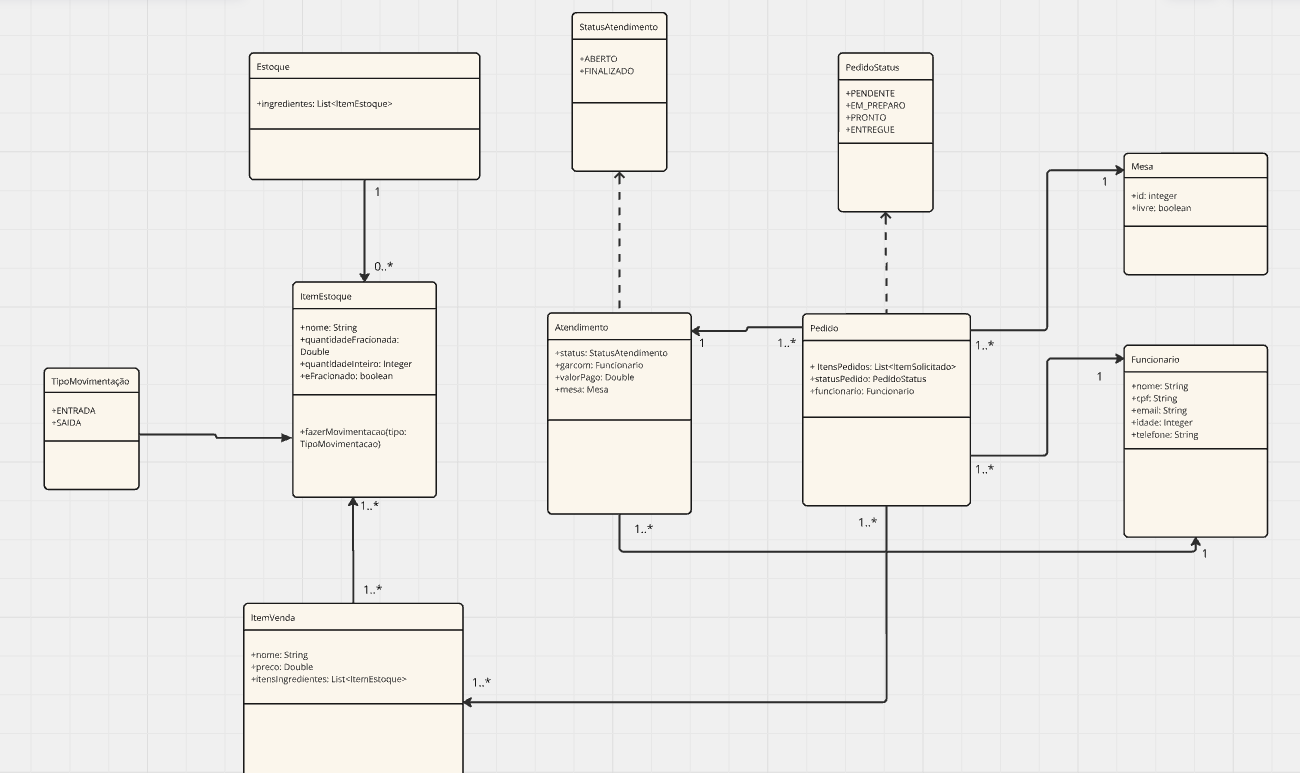 StatusAtendimento
+ABERTO
+FINALIZADO
Estoque
+ingredientes: List<ItemEstoque>
PedidoStatus
+PENDENTE
+EM_PREPARO
+PRONTO
+ENTREGUE
Mesa
+id: integer
+livre: boolean
1
1
0..*
ItemEstoque
+nome: String
+quantidadeFracionada:
Double
+quantidadeInteiro: Integer
+eFracionado: boolean
+fazerMovimentacao(tipo:
TipoMovimentacao)
TipoMovimentação
+ENTRADA
+SAIDA
Atendimento
+status: StatusAtendimento
+garcom: Funcionario
+valorPago: Double
+mesa: Mesa
1
1..*
Pedido
+ ItensPedidos: List<ItemSolicitado>
+statusPedido: PedidoStatus
+funcionario: Funcionario
1..*
1
1..*
Funcionario
+nome: String
+cpf: String
+email: String
+idade: Integer
+telefone: String
1..*
1..*
1..*
1
1..*
ItemVenda
+nome: String
+preco: Double
+itensIngredientes: List<ItemEstoque>
1..*